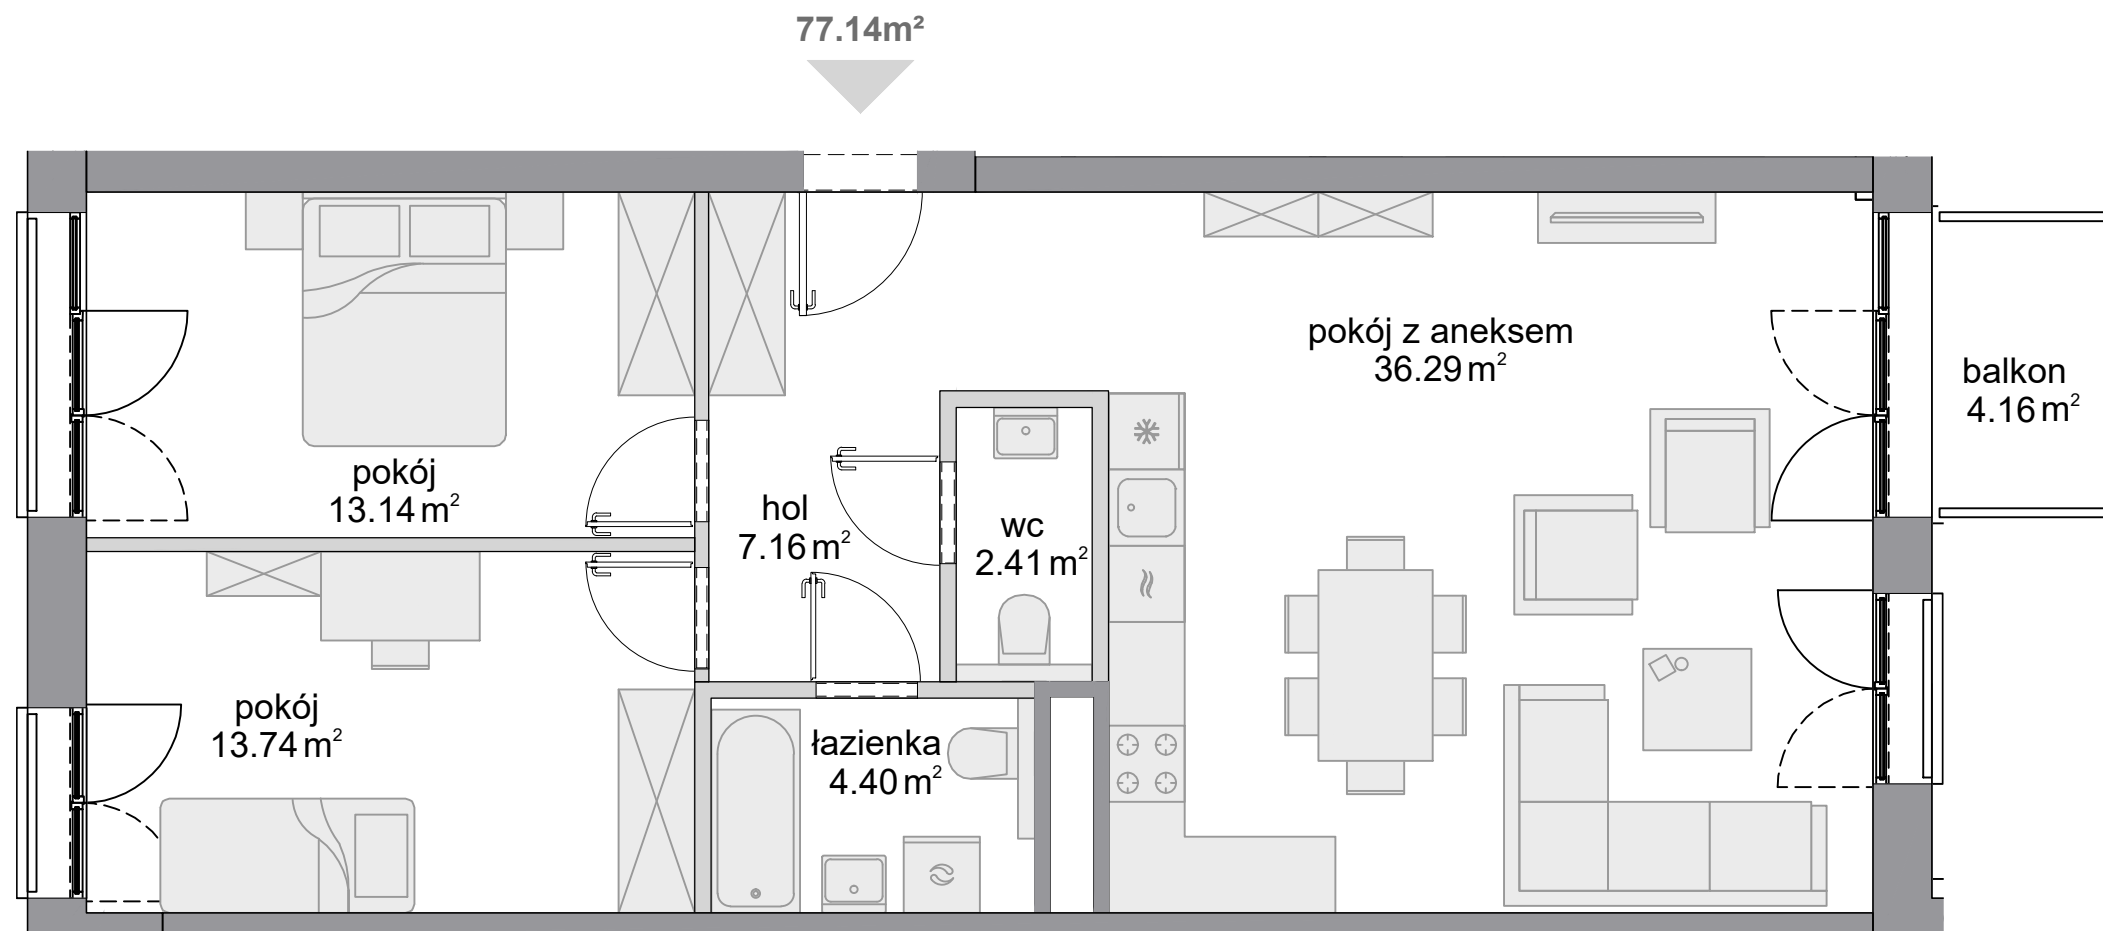 77.14m²
pokój z aneksem
36.29 m²
balkon
4.16 m²
pokój
13.14 m²
hol
7.16 m²
wc
2.41 m²
pokój
13.74 m²
łazienka
4.40 m²